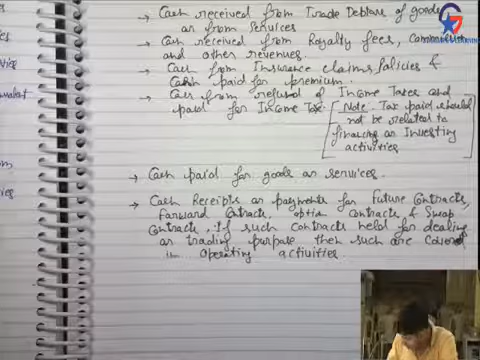 → Cash received from Trade Debtors of goods
or from services
→ Cash received from Royalty fees, Commission
and other revenues.
→ Cash from Insurance claims, Policies &
Cash paid for premium.
→ Cash from refund of Income Taxes and
paid for Income Tax. [Note. Tax paid should
not be related to
financing or Investing
activities
→ Cash paid for goods or services.
→ Cash Receipts or payments for Future Contracts,
Forward Contracts, option Contracts, & Swap
Contracts, if such contracts held for dealing
or trading purpose then such are Covered
in operating activities.